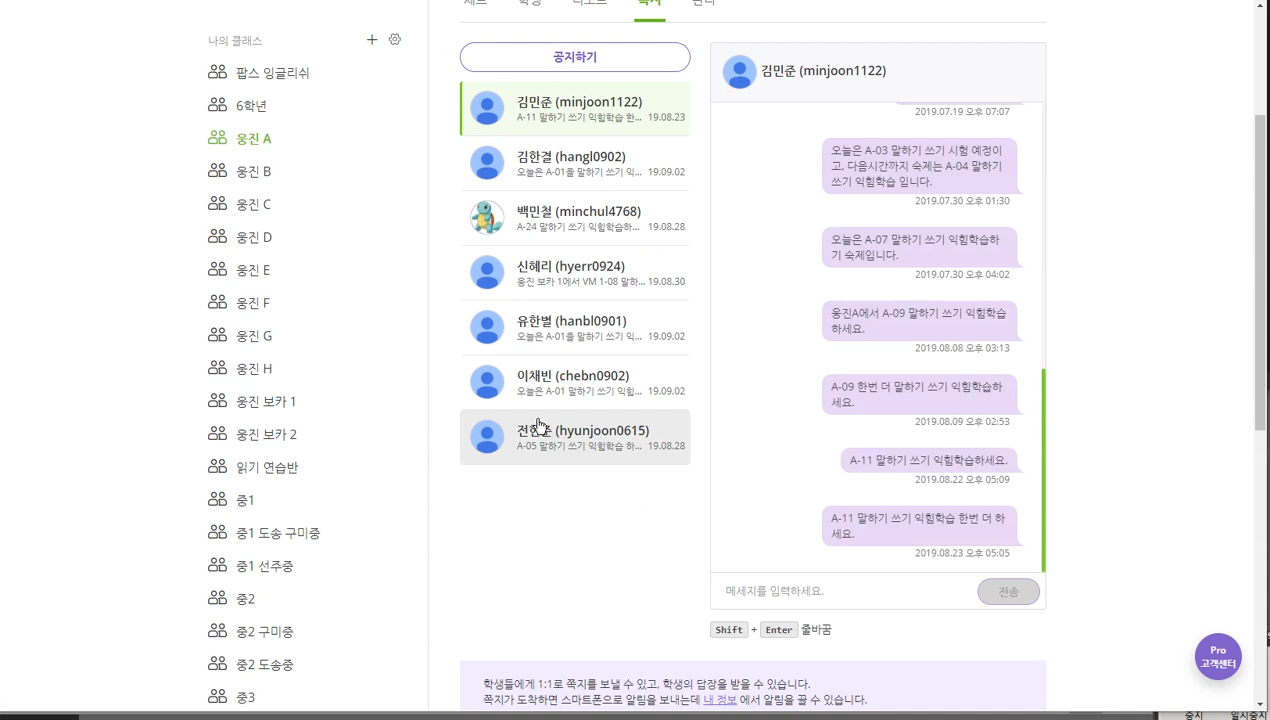 세트 학생 리포트 쪽지 관리
나의 클래스
팝스 잉글리쉬
6학년
웅진 A
웅진 B
웅진 C
웅진 D
웅진 E
웅진 F
웅진 G
웅진 H
웅진 보카 1
웅진 보카 2
읽기 연습반
중1
중1 도송 구미중
중1 선주중
중2
중2 구미중
중2 도송중
중3
공지하기
김민준 (minjoon1122)
A-11 말하기 쓰기 익힘학습 한... 19.08.23
김한결 (hangl0902)
오늘은 A-01을 말하기 쓰기 익... 19.09.02
백민철 (minchul4768)
A-24 말하기 쓰기 익힘학습하... 19.08.28
신혜리 (hyerr0924)
웅진 보카 1에서 VM 1-08 말하... 19.08.30
유한별 (hanbl0901)
오늘은 A-01을 말하기 쓰기 익... 19.09.02
이채빈 (chebn0902)
오늘은 A-01 말하기 쓰기 익힘... 19.09.02
(hyunjoon0615)
A-05 말하기 쓰기 익힘학습 하... 19.08.28
김민준 (minjoon1122)
2019.07.19 오후 07:07
오늘은 A-03 말하기 쓰기 시험 예정이
고, 다음시간까지 숙제는 A-04 말하기
쓰기 익힘학습 입니다.
2019.07.30 오후 01:30
오늘은 A-07 말하기 쓰기 익힘학습하
기 숙제입니다.
2019.07.30 오후 04:02
웅진A에서 A-09 말하기 쓰기 익힘학습
하세요.
2019.08.08 오후 03:13
A-09 한번 더 말하기 쓰기 익힘학습하
세요.
2019.08.09 오후 02:53
A-11 말하기 쓰기 익힘학습하세요.
2019.08.22 오후 05:09
A-11 말하기 쓰기 익힘학습 한번 더 하
세요.
2019.08.23 오후 05:05
메세지를 입력하세요.
전송
Shift + Enter 줄바꿈
학생들에게 1:1로 쪽지를 보낼 수 있고, 학생의 답장을 받을 수 있습니다.
쪽지가 도착하면 스마트폰으로 알림을 보내는데 내 정보 에서 알림을 끌 수 있습니다.
Pro
고객센터
중지 일시중지